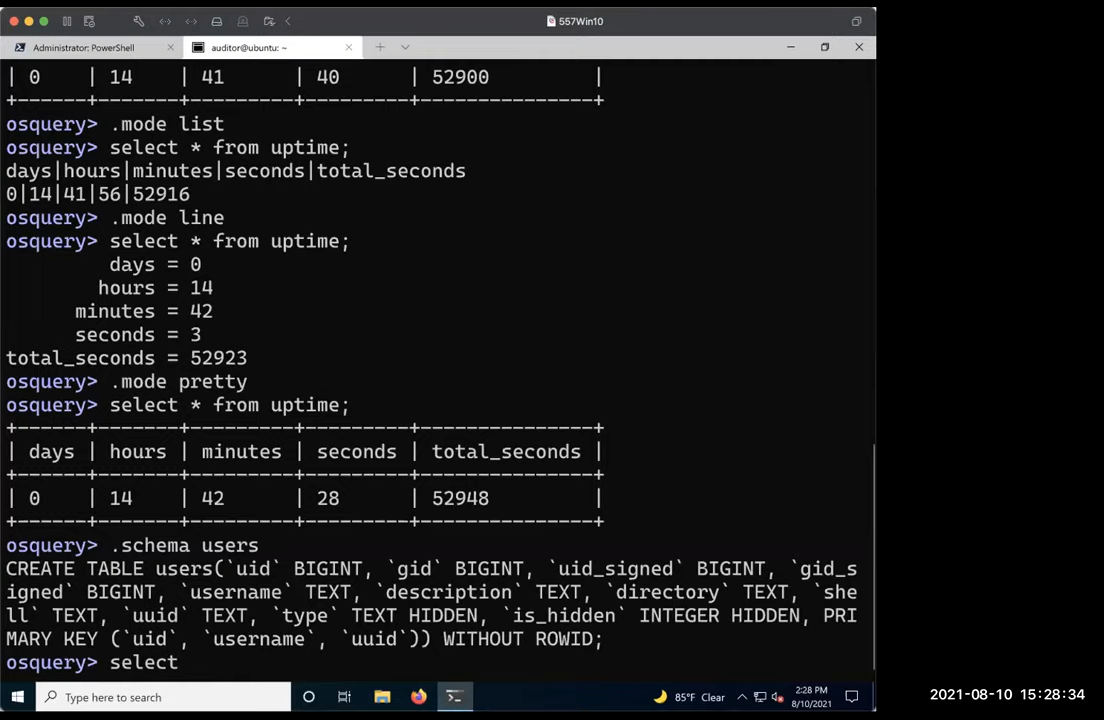 557Win10
Administrator: PowerShell
auditor@ubuntu: ~
| 0 | 14 | 41 | 40 | 52900 |
+------+-------+---------+---------+---------------+
osquery> .mode list
osquery> select * from uptime;
days|hours|minutes|seconds|total_seconds
0|14|41|56|52916
osquery> .mode line
osquery> select * from uptime;
days = 0
hours = 14
minutes = 42
seconds = 3
total_seconds = 52923
osquery> .mode pretty
osquery> select * from uptime;
+------+-------+---------+---------+---------------+
| days | hours | minutes | seconds | total_seconds |
+------+-------+---------+---------+---------------+
| 0 | 14 | 42 | 28 | 52948 |
+------+-------+---------+---------+---------------+
osquery> .schema users
CREATE TABLE users(`uid` BIGINT, `gid` BIGINT, `uid_signed` BIGINT, `gid_s
igned` BIGINT, `username` TEXT, `description` TEXT, `directory` TEXT, `she
ll` TEXT, `uuid` TEXT, `type` TEXT HIDDEN, `is_hidden` INTEGER HIDDEN, PRI
MARY KEY (`uid`, `username`, `uuid`)) WITHOUT ROWID;
osquery> select
Type here to search
85°F Clear
2:28 PM
8/10/2021
2021-08-10 15:28:34